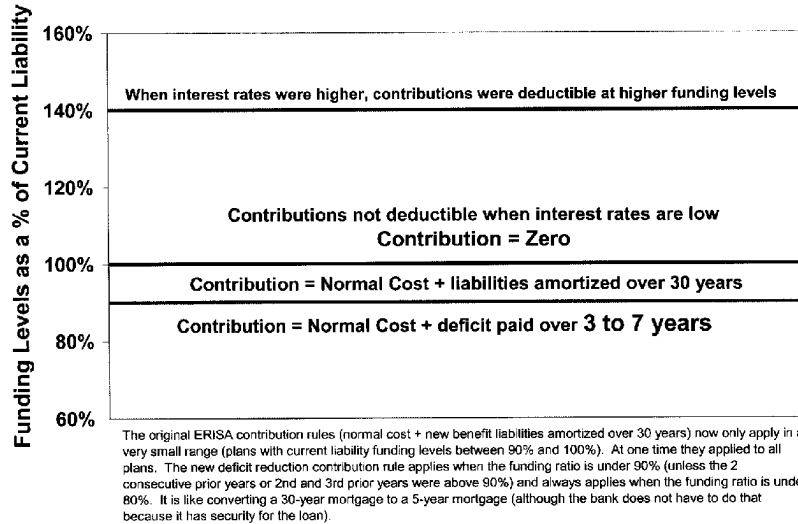 Funding Levels as a % of Current Liability
160%
When interest rates were higher, contributions were deductible at higher funding levels
140%
120%
Contributions not deductible when interest rates are low
Contribution = Zero
100%
Contribution = Normal Cost + liabilities amortized over 30 years
Contribution = Normal Cost + deficit paid over 3 to 7 years
80%
60%
The original ERISA contribution rules (normal cost + new benefit liabilities amortized over 30 years) now only apply in
very small range (plans with current liability funding levels between 90% and 100%). At one time they applied to all
plans. The new deficit reduction contribution rule applies when the funding ratio is under 90% (unless the 2
consecutive prior years or 2nd and 3rd prior years were above 90%) and always applies when the funding ratio is unde
80%. It is like converting a 30-year mortgage to a 5-year mortgage (although the bank does not have to do that
because it has security for the loan).